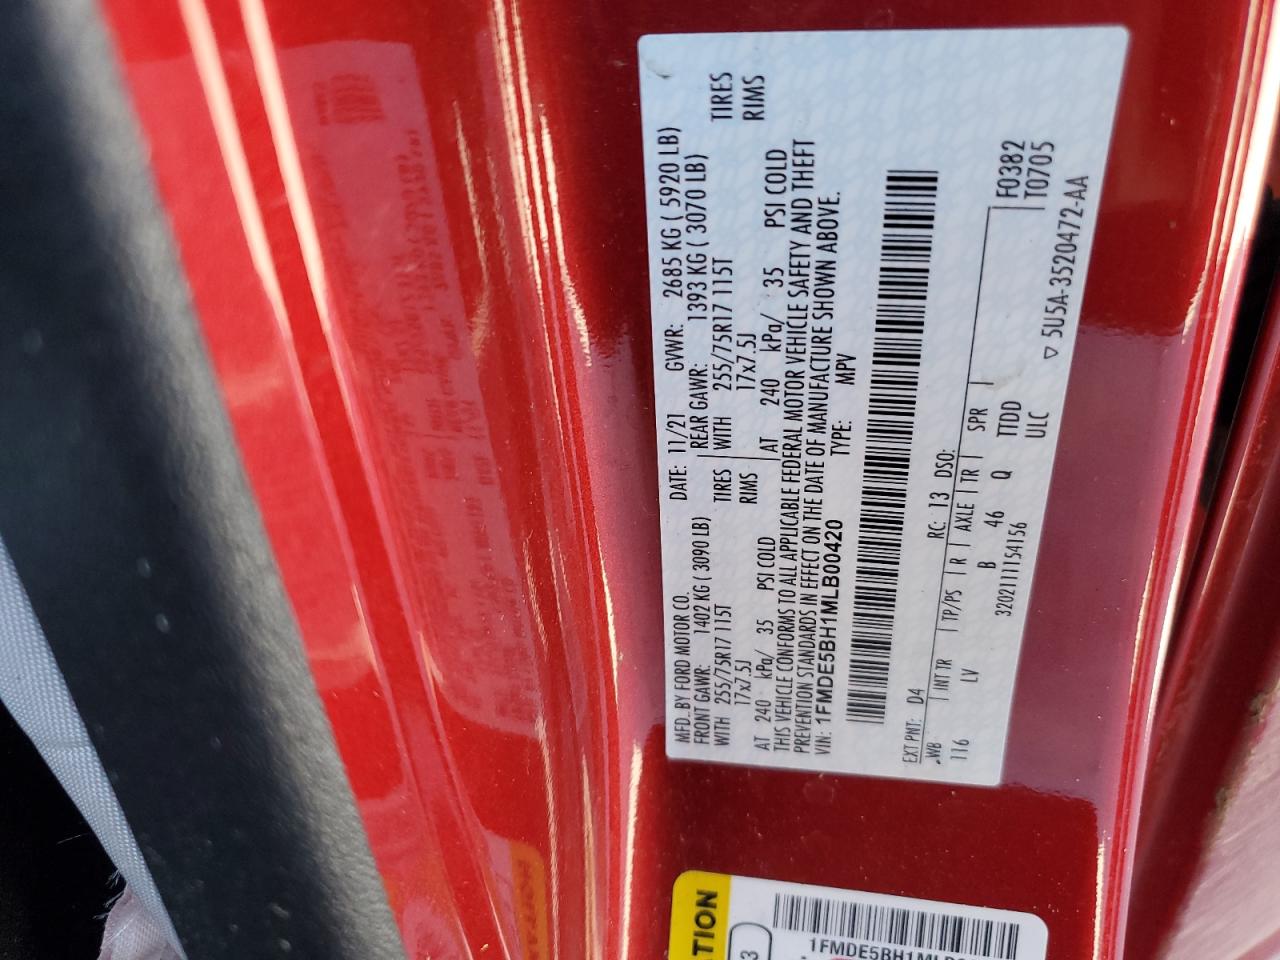 MFD. BY FORD MOTOR CO. DATE: 11/21 GVWR: 2685 KG ( 5920 LB)
FRONT GAWR: 1402 KG ( 3090 LB) REAR GAWR: 1393 KG ( 3070 LB)
WITH 255/75R17 115T TIRES WITH 255/75R17 115T TIRES
17x7.5J RIMS 17x7.5J RIMS
AT 240 kPa/ 35 PSI COLD AT 240 kPa/ 35 PSI COLD
THIS VEHICLE CONFORMS TO ALL APPLICABLE FEDERAL MOTOR VEHICLE SAFETY AND THEFT
PREVENTION STANDARDS IN EFFECT ON THE DATE OF MANUFACTURE SHOWN ABOVE.
VIN: 1FMDE5BH1MLB00420 TYPE: MPV
EXT PNT: D4 RC: 13 DSO: F0382
.WB INT TR TP/PS R AXLE TR SPR T0705
116 LV B 46 Q TTDD
3202111154156 ULC ▽ 5U5A-3520472-AA
TION
3
1FMDE5BH1MLB